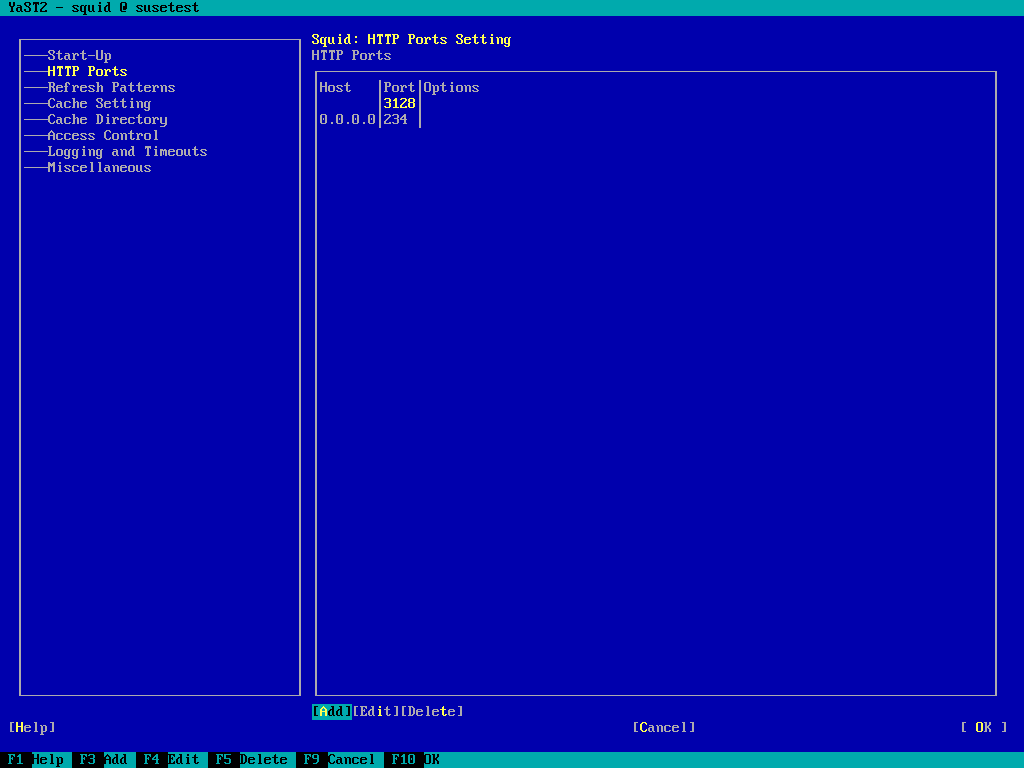 YaST2 - squid @ susetest
Start-Up
HTTP Ports
Refresh Patterns
Cache Setting
Cache Directory
Access Control
Logging and Timeouts
Miscellaneous
Squid: HTTP Ports Setting
HTTP Ports
Host Port Options
3128
0.0.0.0 234
[Add][Edit][Delete]
[Help] [Cancel] [ OK ]
F1 Help F3 Add F4 Edit F5 Delete F9 Cancel F10 OK